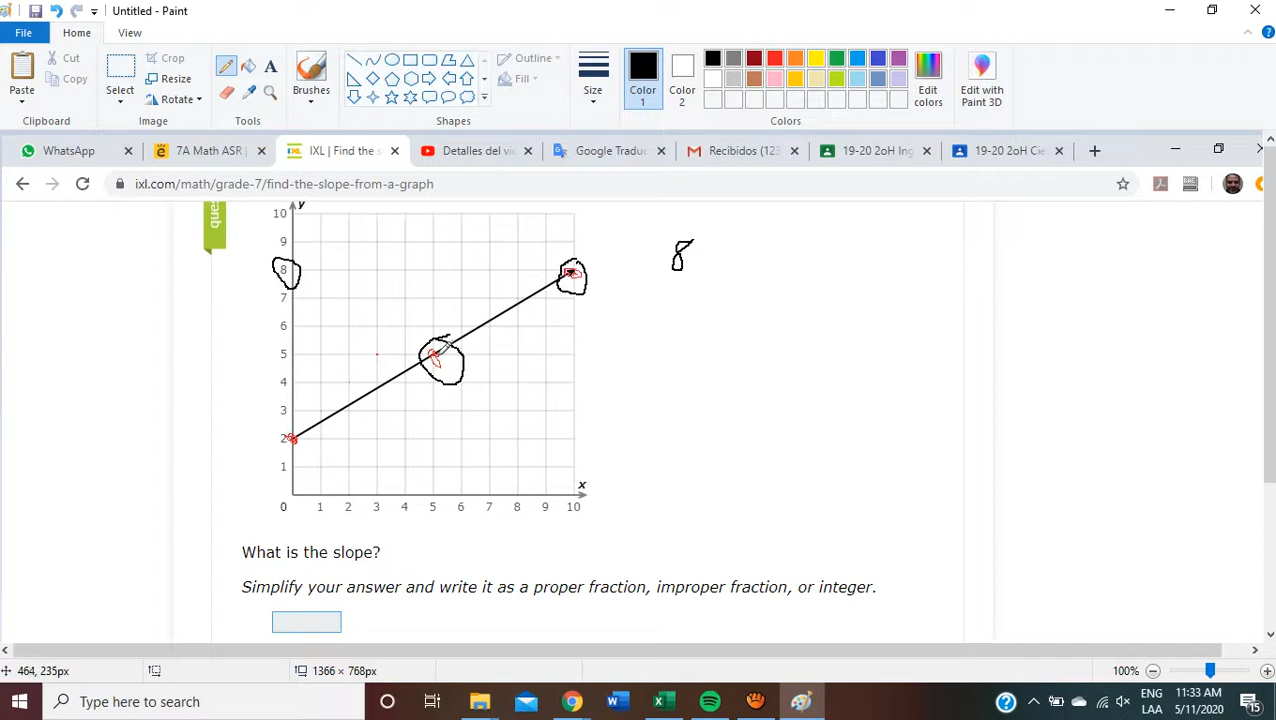 Untitled - Paint
File Home View
Paste Cut Copy Clipboard
Select Crop Resize Rotate Image
A Tools
Brushes
Outline Fill Shapes
Size
Color 1 Color 2 Edit colors Edit with Paint 3D Colors
WhatsApp 7A Math ASR IXL | Find the s Detalles del vi Google Traduc Recibidos (123 19-20 2oH Ing 19-20 2oH Cie
ixl.com/math/grade-7/find-the-slope-from-a-graph
ques
y
10
9
8
7
6
5
4
3
2
1
x
0 1 2 3 4 5 6 7 8 9 10
8
What is the slope?
Simplify your answer and write it as a proper fraction, improper fraction, or integer.
464, 235px 1366 × 768px 100%
Type here to search
ENG
LAA
11:33 AM
5/11/2020
15